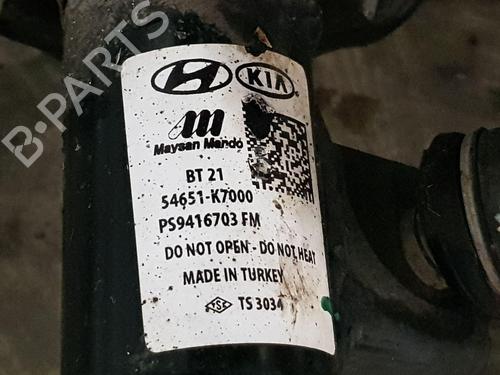 B-PARTS
KIA
Maysan Mando
BT 21
54651-K7000
PS9416703 FM
DO NOT OPEN - DO NOT HEAT
MADE IN TURKEY
TSE TS 3034